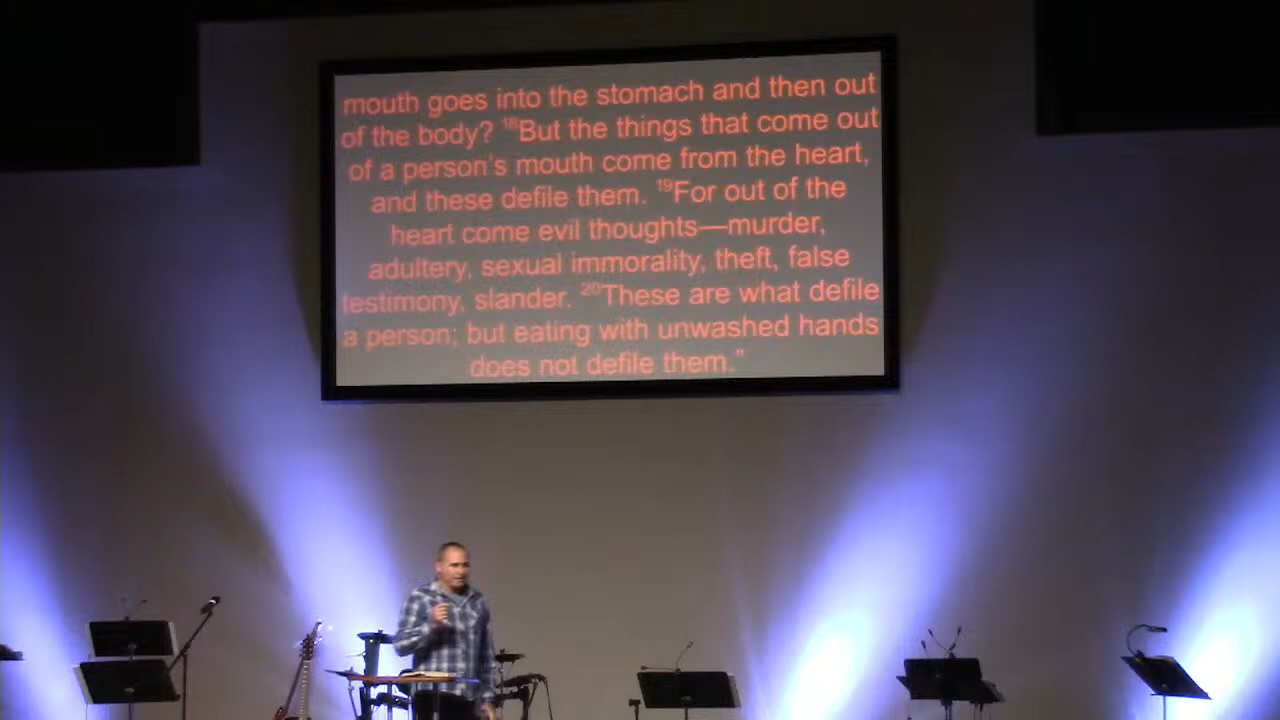 mouth goes into the stomach and then out
of the body? ¹⁸But the things that come out
of a person's mouth come from the heart,
and these defile them. ¹⁹For out of the
heart come evil thoughts—murder,
adultery, sexual immorality, theft, false
testimony, slander. ²⁰These are what defile
a person; but eating with unwashed hands
does not defile them.”